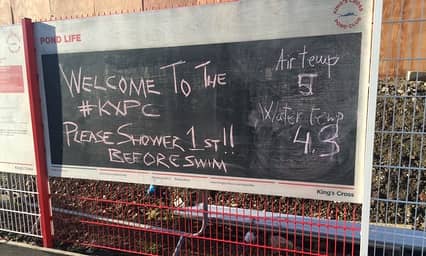 POND LIFE
WELCOME TO THE
#KXPC
PLEASE SHOWER 1ST!!
BEFORE SWIM
Air temp
5
Water temp
4.3
King's Cross